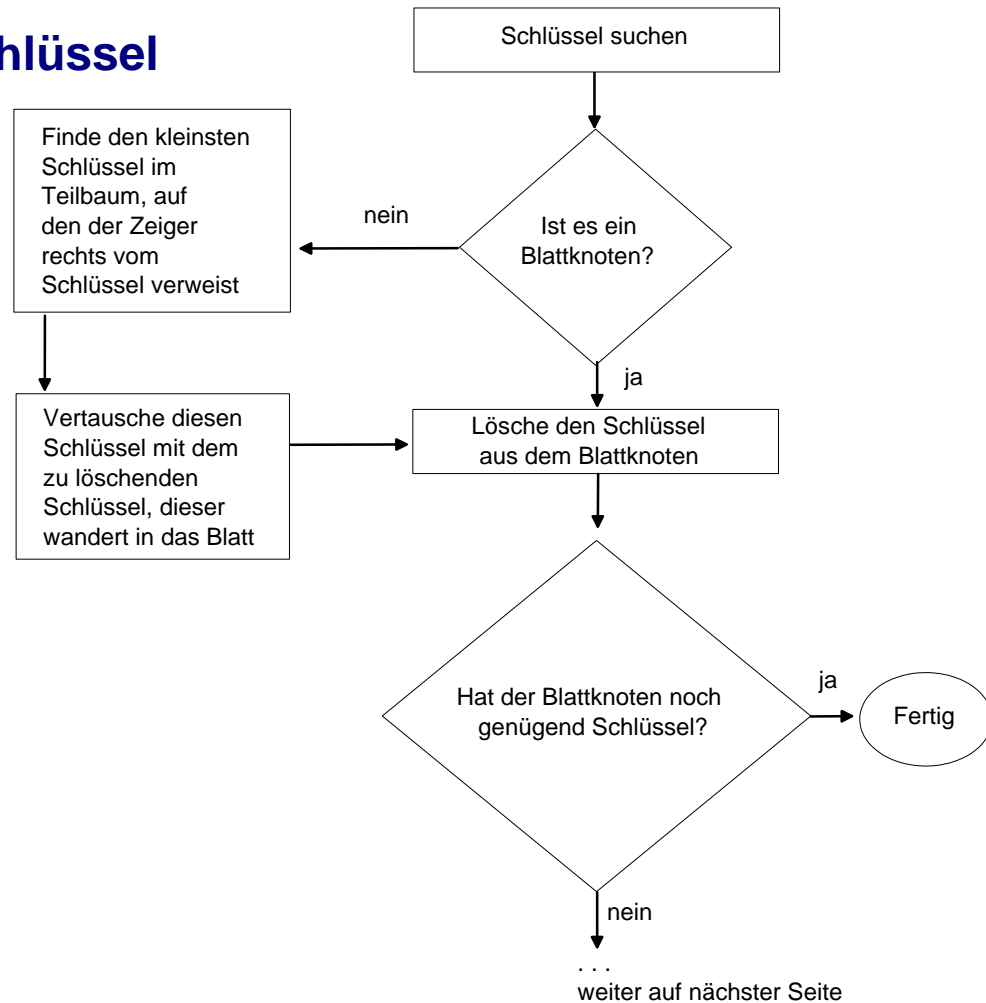 hlüssel
Schlüssel suchen
Finde den kleinsten
Schlüssel im
Teilbaum, auf
den der Zeiger
rechts vom
Schlüssel verweist
nein
Ist es ein
Blattknoten?
ja
Vertausche diesen
Schlüssel mit dem
zu löschenden
Schlüssel, dieser
wandert in das Blatt
Lösche den Schlüssel
aus dem Blattknoten
Hat der Blattknoten noch
genügend Schlüssel?
ja
Fertig
nein
. . .
weiter auf nächster Seite